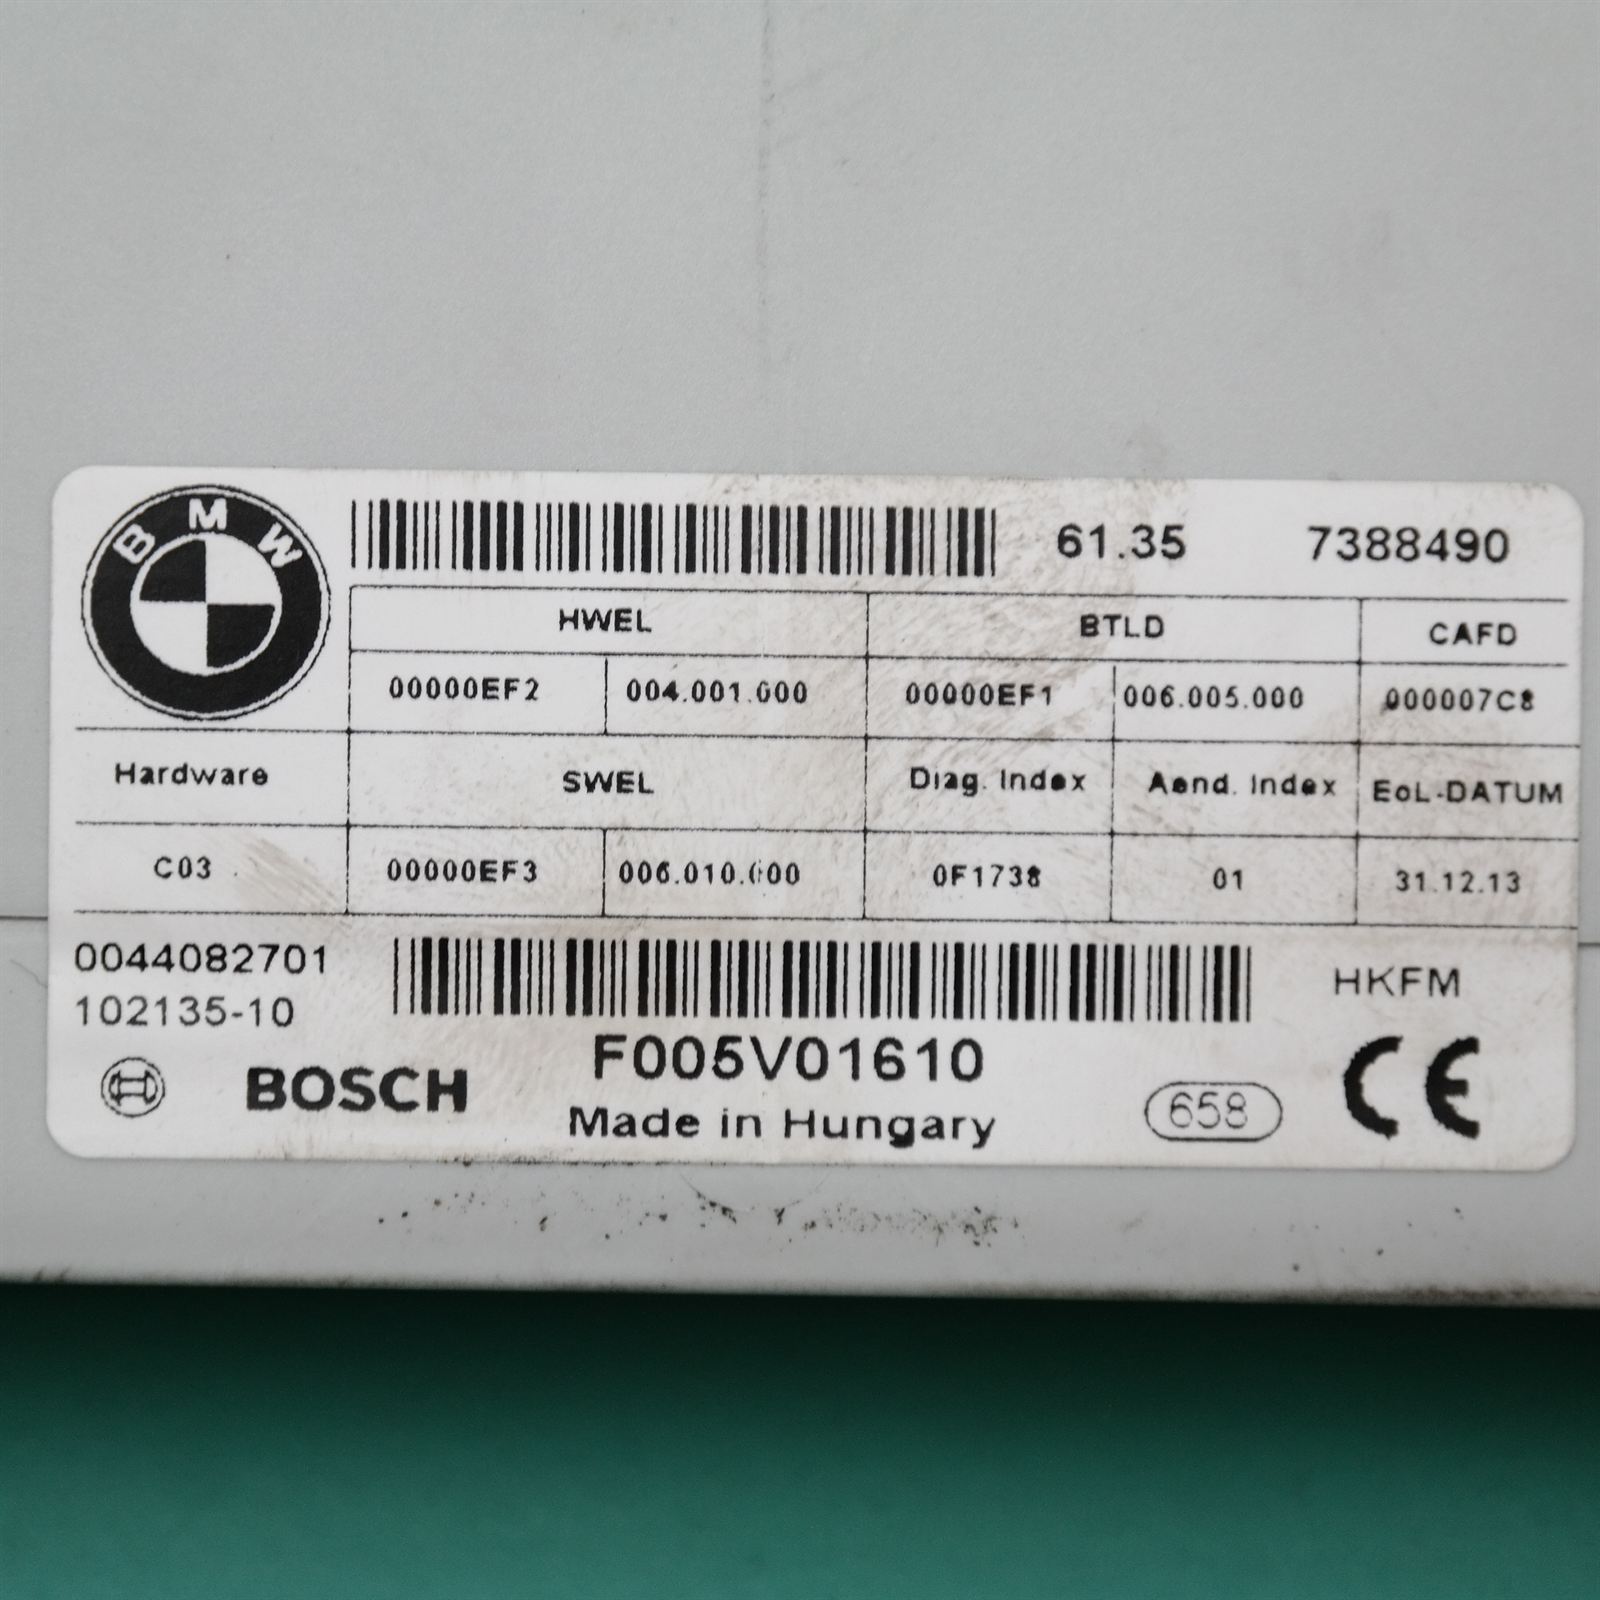 BMW
61.35 7388490
HWEL BTLD CAFD
00000EF2 004.001.000 00000EF1 006.005.000 000007C8
Hardware SWEL Diag. Index Aend. Index EoL-DATUM
C03 00000EF3 006.010.000 0F1738 01 31.12.13
0044082701
HKFM
102135-10
F005V01610
BOSCH
Made in Hungary
658
CE